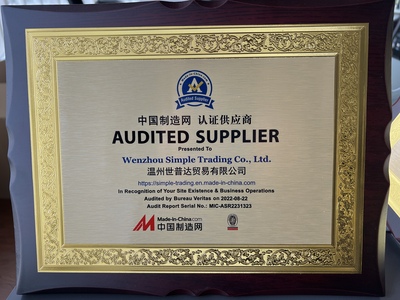 Audited Supplier
中国制造网 认证供应商
AUDITED SUPPLIER
Presented To
Wenzhou Simple Trading Co., Ltd.
温州世普达贸易有限公司
https://simple-trading.en.made-in-china.com
In Recognition of Your Site Existence & Business Operations
Audited by Bureau Veritas on 2022-08-22
Audit Report Serial No.: MIC-ASR2231323
Made-in-China.com
中国制造网